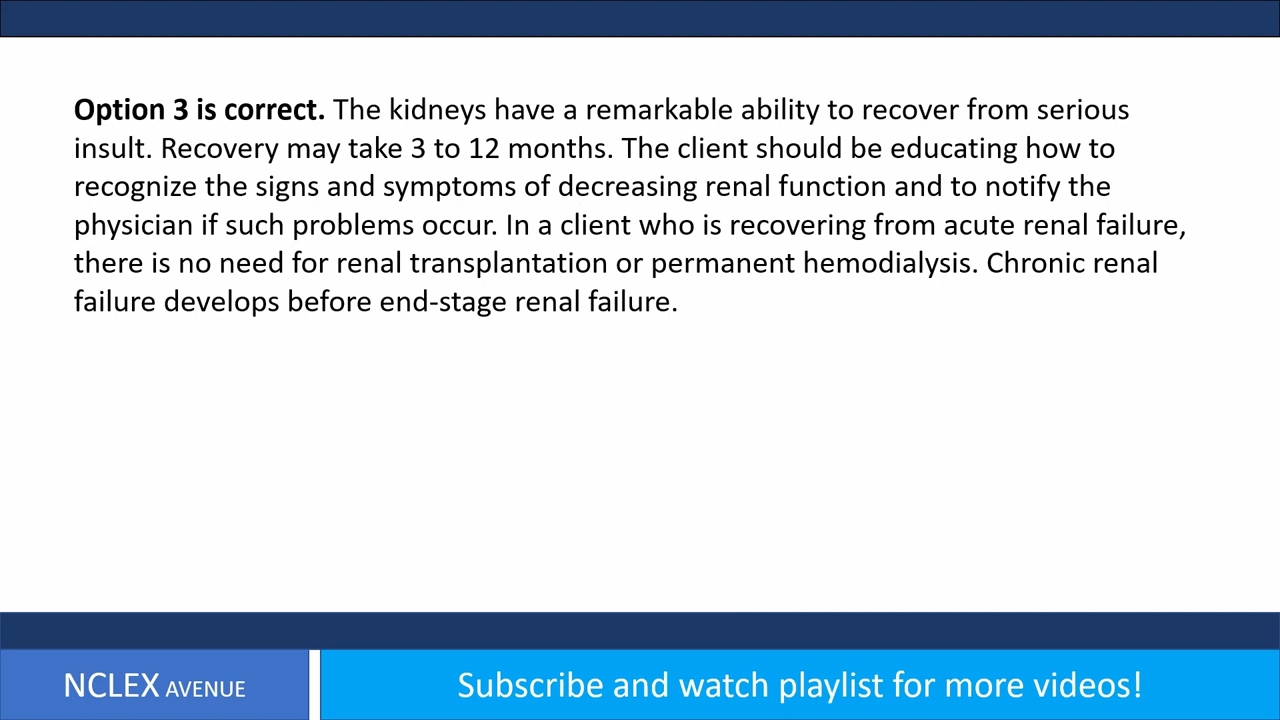 Option 3 is correct. The kidneys have a remarkable ability to recover from serious
insult. Recovery may take 3 to 12 months. The client should be educating how to
recognize the signs and symptoms of decreasing renal function and to notify the
physician if such problems occur. In a client who is recovering from acute renal failure,
there is no need for renal transplantation or permanent hemodialysis. Chronic renal
failure develops before end-stage renal failure.
NCLEX AVENUE
Subscribe and watch playlist for more videos!